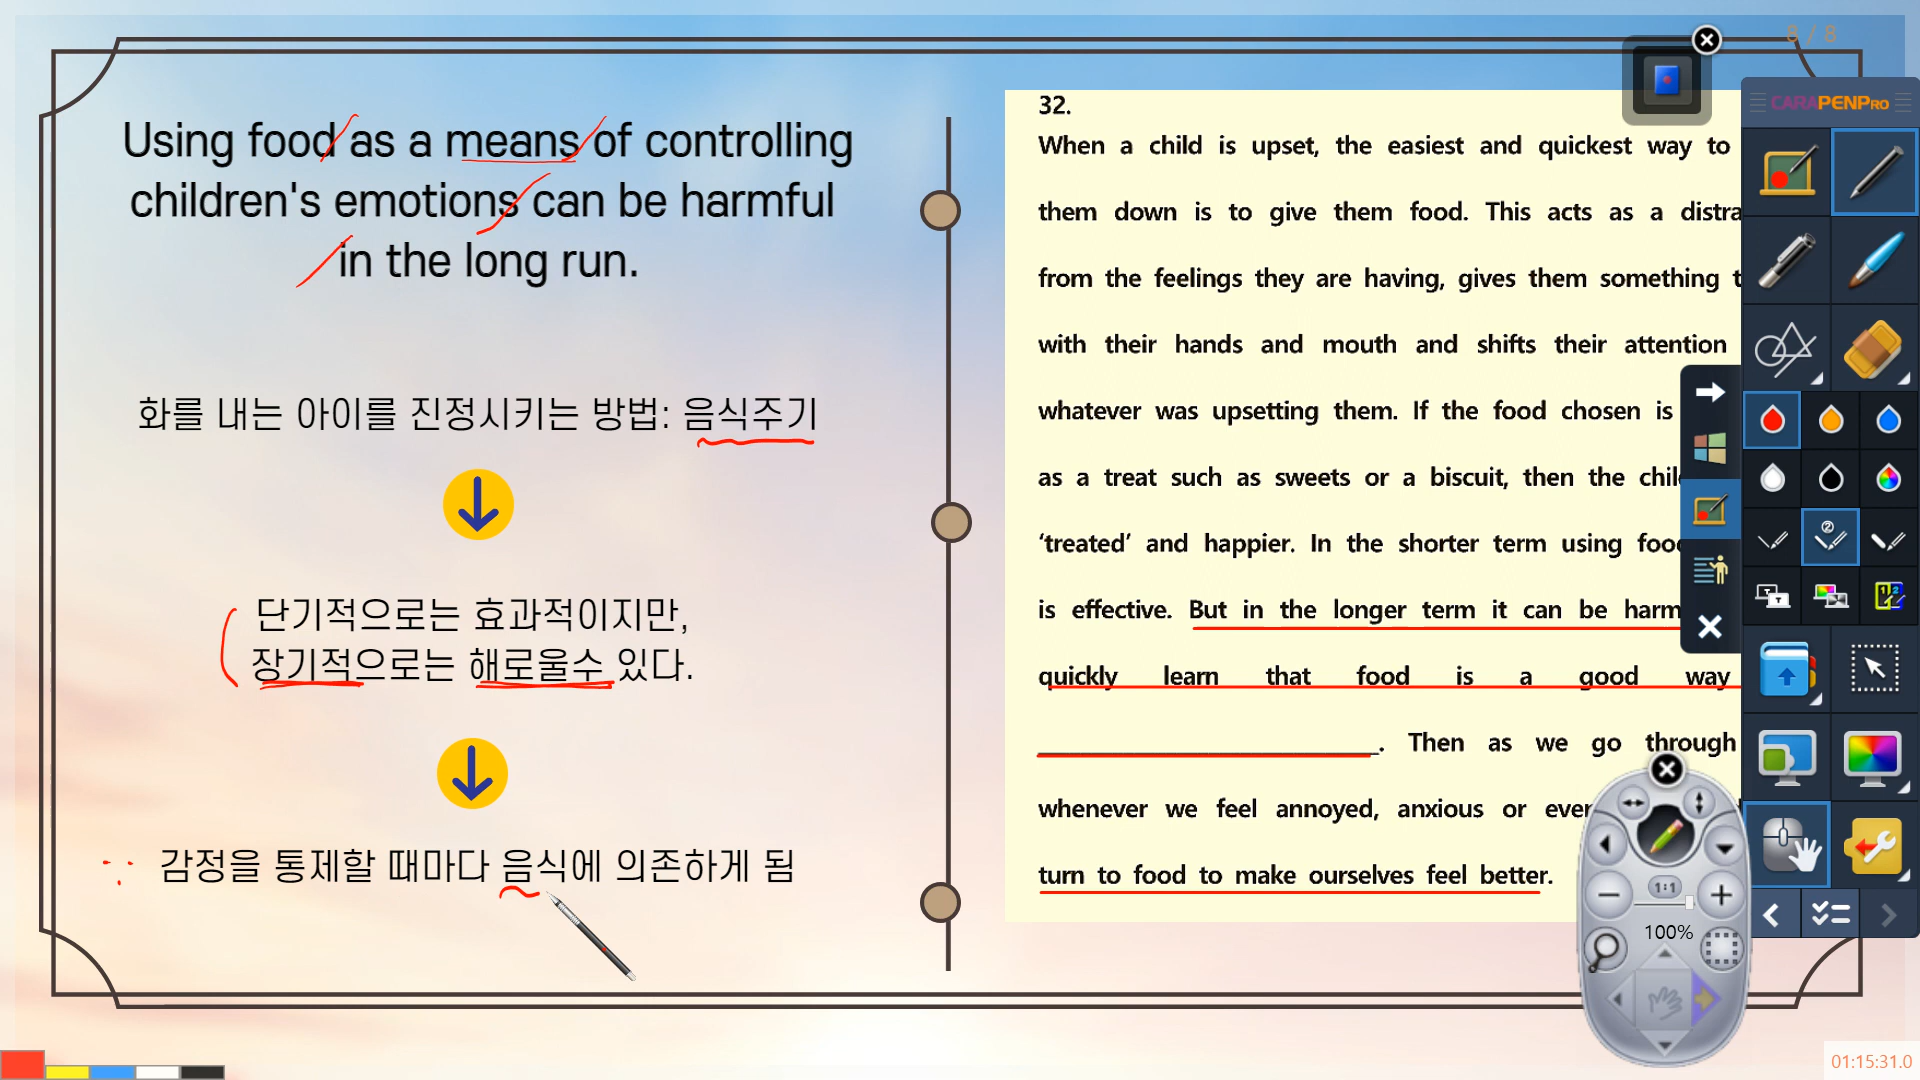 8 / 8
Using food as a means of controlling
children's emotions can be harmful
in the long run.
화를 내는 아이를 진정시키는 방법: 음식주기
단기적으로는 효과적이지만,
장기적으로는 해로울수 있다.
감정을 통제할 때마다 음식에 의존하게 됨
32.
When a child is upset, the easiest and quickest way to
them down is to give them food. This acts as a distra
from the feelings they are having, gives them something t
with their hands and mouth and shifts their attention
whatever was upsetting them. If the food chosen is
as a treat such as sweets or a biscuit, then the chil
‘treated’ and happier. In the shorter term using foo
is effective. But in the longer term it can be harm
quickly learn that food is a good way
. Then as we go through
whenever we feel annoyed, anxious or eve
turn to food to make ourselves feel better.
CARAPENPRO
1:1
100%
01:15:31.0